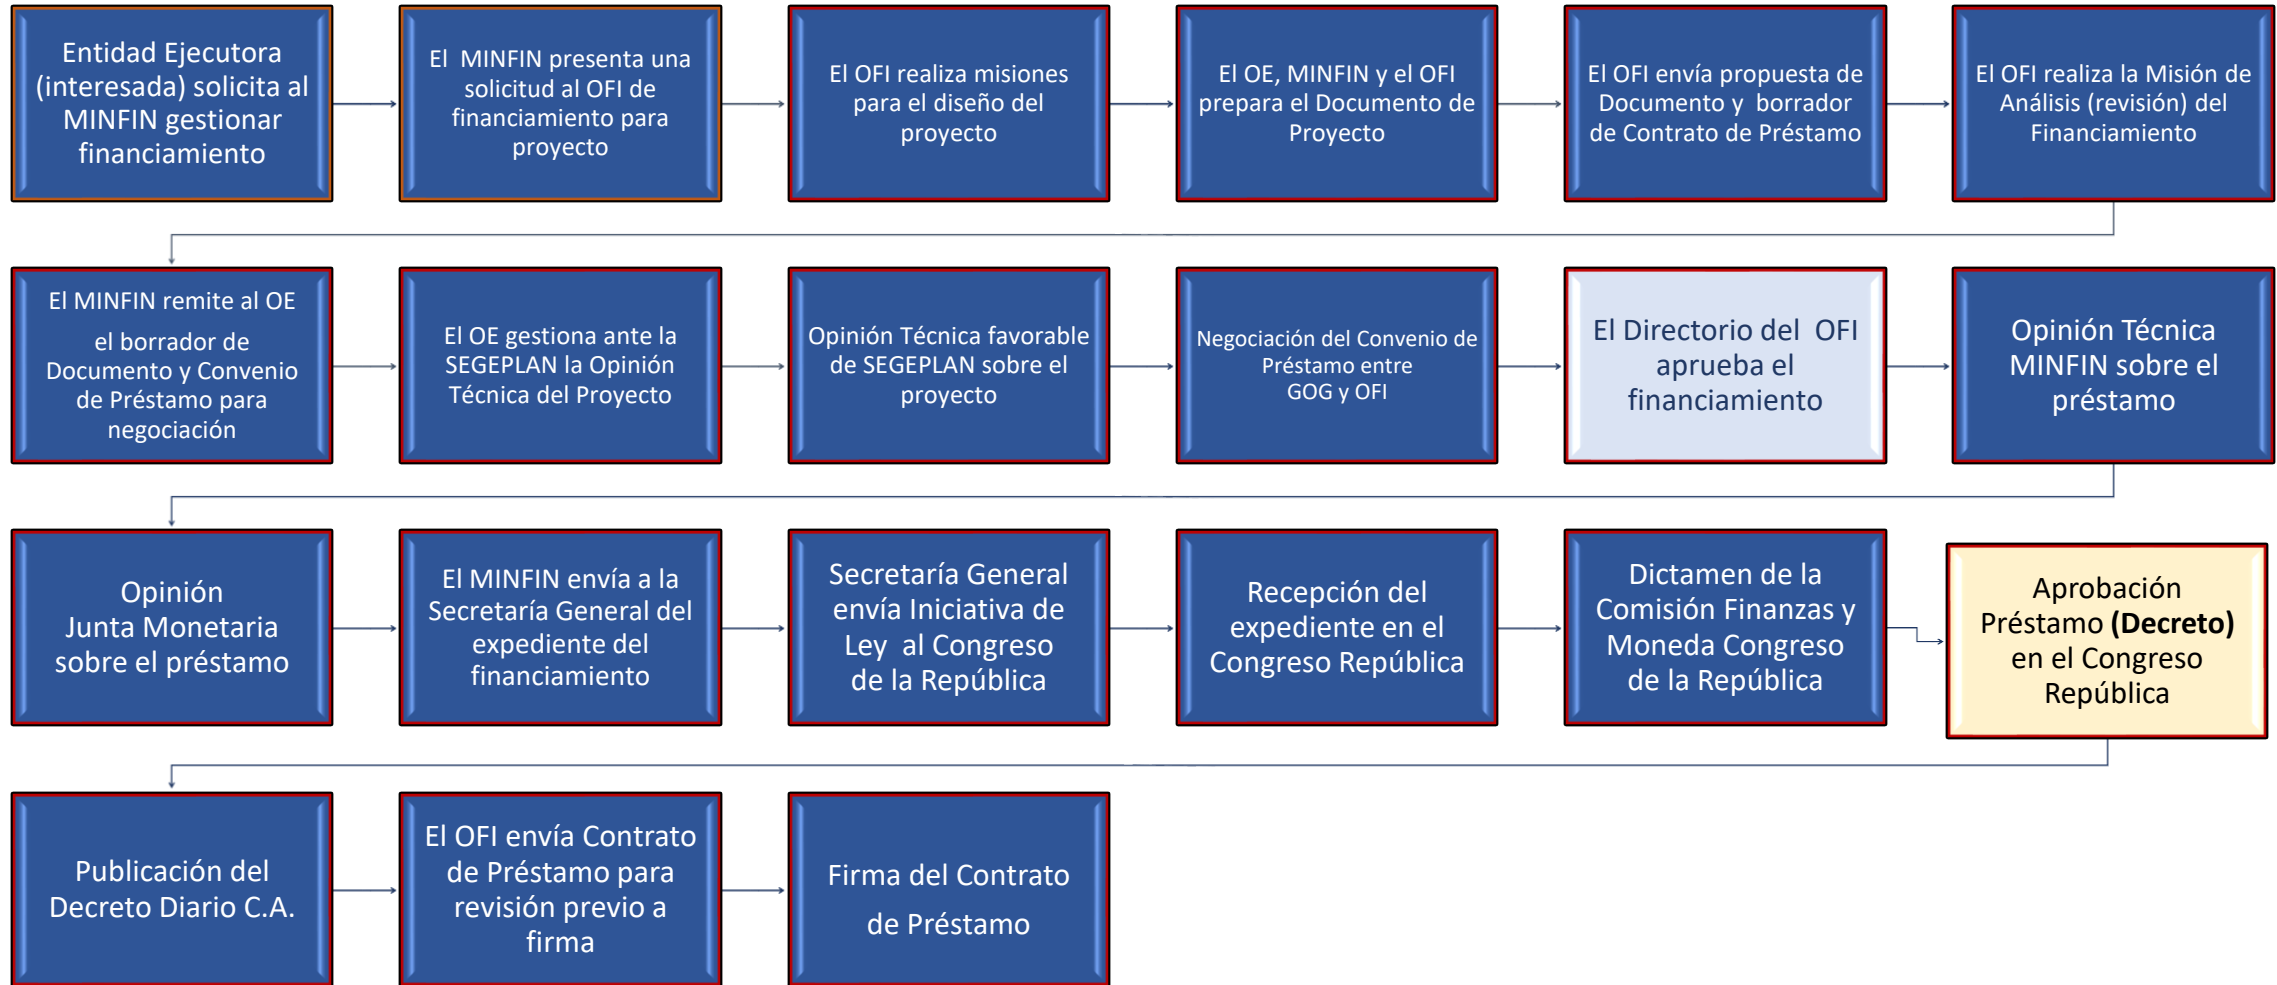 Entidad Ejecutora
(interesada) solicita al
MINFIN gestionar
financiamiento
El MINFIN presenta una
solicitud al OFI de
financiamiento para
proyecto
El OFI realiza misiones
para el diseño del
proyecto
El OE, MINFIN y el OFI
prepara el Documento de
Proyecto
El OFI envía propuesta de
Documento y borrador
de Contrato de Préstamo
El OFI realiza la Misión de
Análisis (revisión) del
Financiamiento
El MINFIN remite al OE
el borrador de
Documento y Convenio
de Préstamo para
negociación
El OE gestiona ante la
SEGEPLAN la Opinión
Técnica del Proyecto
Opinión Técnica favorable
de SEGEPLAN sobre el
proyecto
Negociación del Convenio de
Préstamo entre
GOG y OFI
El Directorio del OFI
aprueba el
financiamiento
Opinión Técnica
MINFIN sobre el
préstamo
Opinión
Junta Monetaria
sobre el préstamo
El MINFIN envía a la
Secretaría General del
expediente del
financiamiento
Secretaría General
envía Iniciativa de
Ley al Congreso
de la República
Recepción del
expediente en el
Congreso República
Dictamen de la
Comisión Finanzas y
Moneda Congreso
de la República
Aprobación
Préstamo (Decreto)
en el Congreso
República
Publicación del
Decreto Diario C.A.
El OFI envía Contrato
de Préstamo para
revisión previo a
firma
Firma del Contrato
de Préstamo